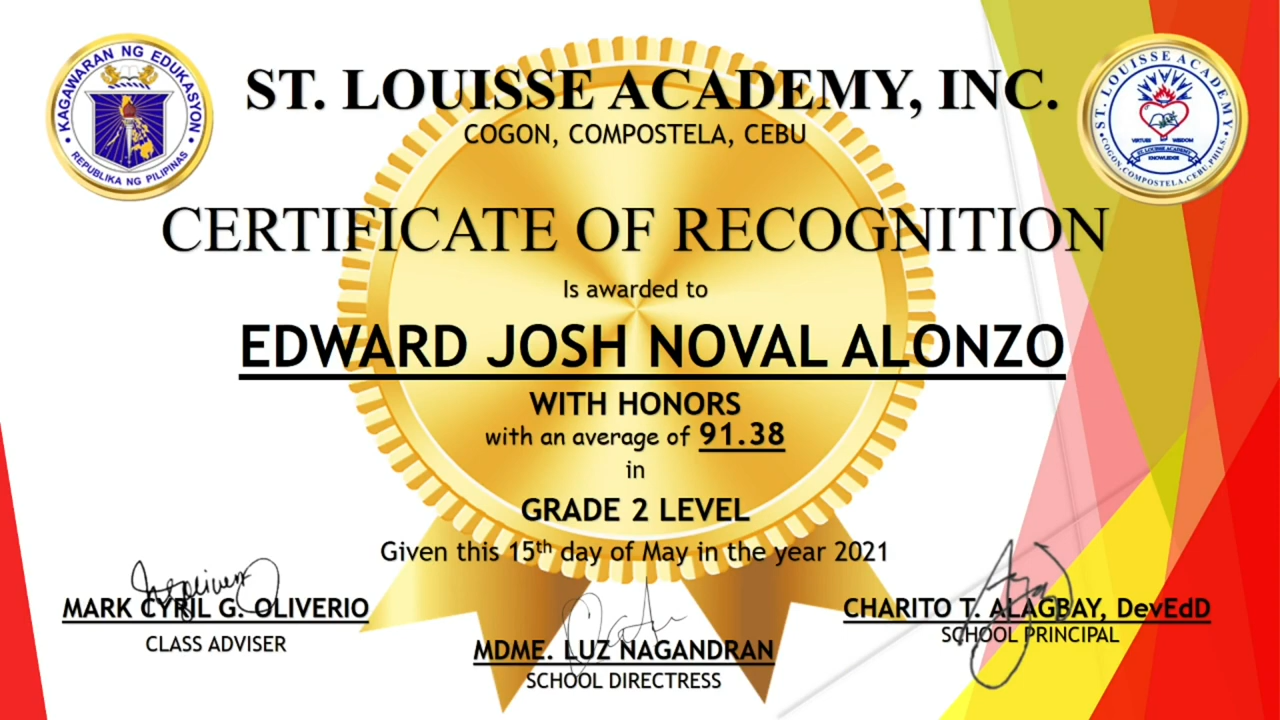 KAGAWARAN NG EDUKASYON
REPUBLIKA NG PILIPINAS
ST. LOUISSE ACADEMY, INC.
COGON, COMPOSTELA, CEBU
ST. LOUISSE ACADEMY
VIRTUE WISDOM
ST. LOUISSE ACADEMY
KNOWLEDGE
COGON, COMPOSTELA, CEBU, PHILS.
CERTIFICATE OF RECOGNITION
Is awarded to
EDWARD JOSH NOVAL ALONZO
WITH HONORS
with an average of 91.38
in
GRADE 2 LEVEL
Given this 15th day of May in the year 2021
MARK CYRIL G. OLIVERIO
CLASS ADVISER
MDME. LUZ NAGANDRAN
SCHOOL DIRECTRESS
CHARITO T. ALAGBAY, DevEdD
SCHOOL PRINCIPAL